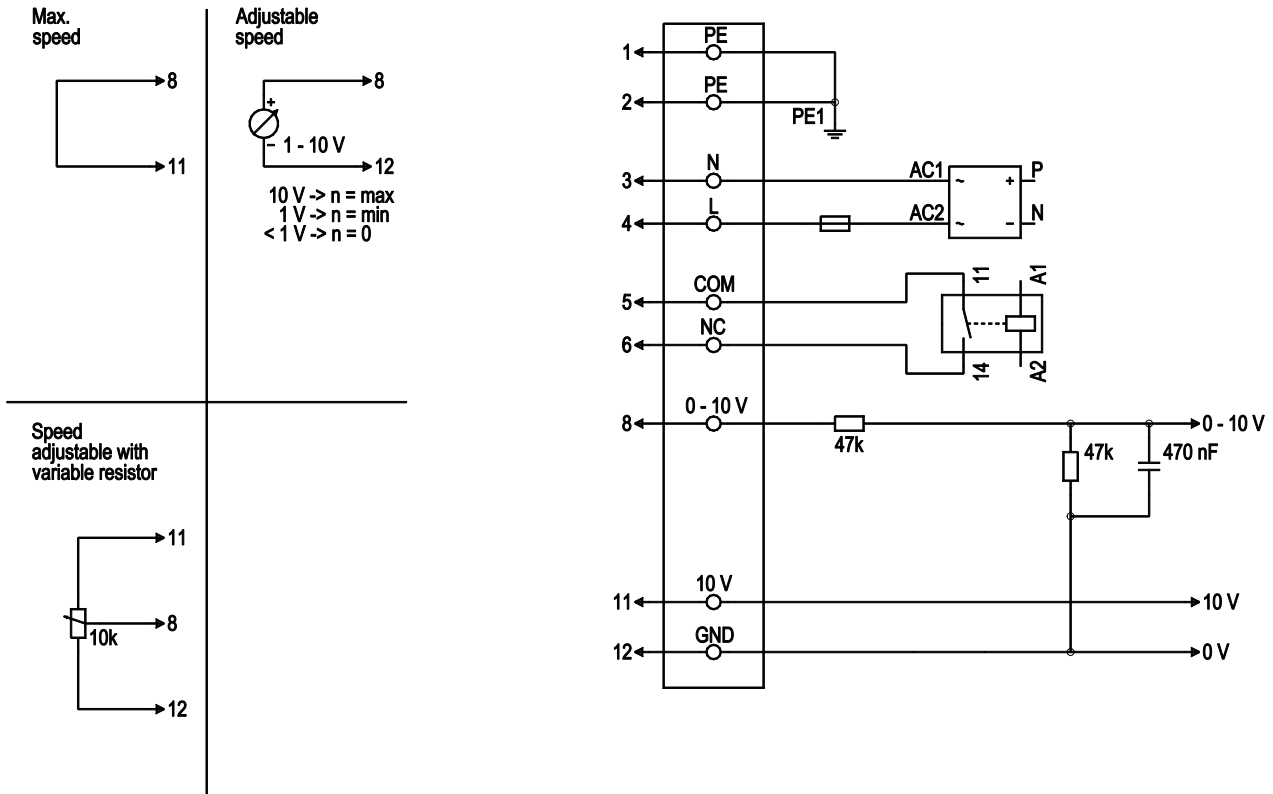 Max.
speed
8
11
Adjustable
speed
8
+
– 1 - 10 V
12
10 V -> n = max
1 V -> n = min
< 1 V -> n = 0
Speed
adjustable with
variable resistor
11
8
10k
12
1 PE
2 PE
PE1
3 N AC1 ~ + P
4 L AC2 ~ – N
5 COM 11 A1
6 NC 14 A2
8 0 - 10 V 47k 0 - 10 V
47k 470 nF
11 10 V 10 V
12 GND 0 V